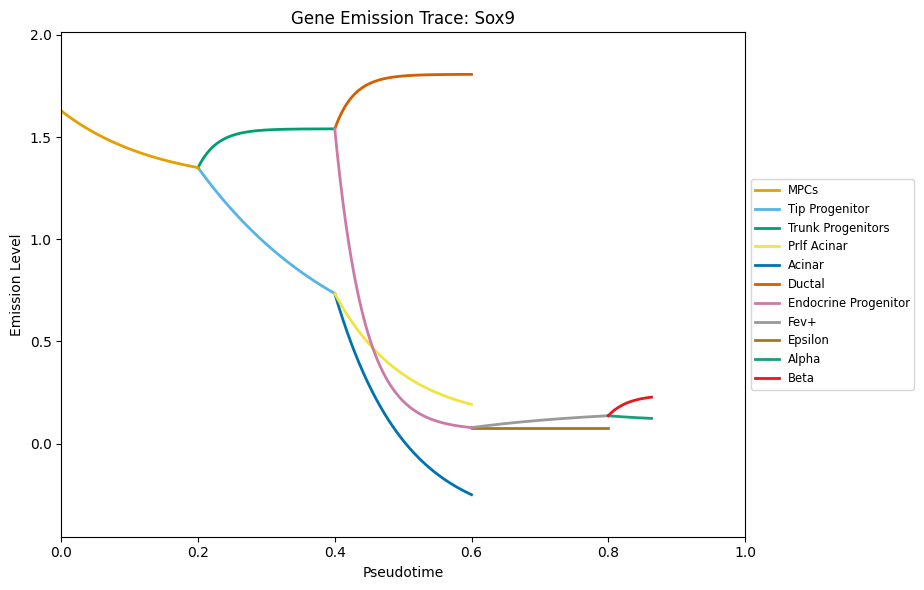 Gene Emission Trace: Sox9
Emission Level
2.0
1.5
1.0
0.5
0.0
0.0
0.2
0.4
0.6
0.8
1.0
Pseudotime
MPCs
Tip Progenitor
Trunk Progenitors
Prlf Acinar
Acinar
Ductal
Endocrine Progenitor
Fev+
Epsilon
Alpha
Beta